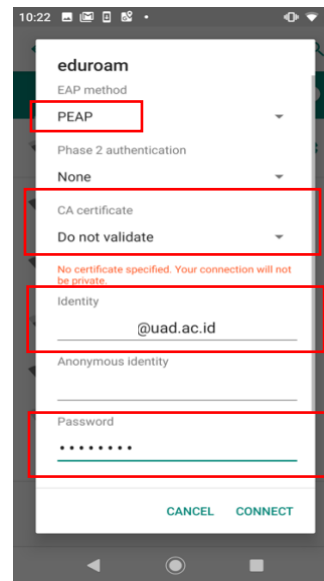 10:22
eduroam
EAP method
PEAP
Phase 2 authentication
None
CA certificate
Do not validate
No certificate specified. Your connection will not
be private.
Identity
@uad.ac.id
Anonymous identity
Password
••••••••
CANCEL CONNECT